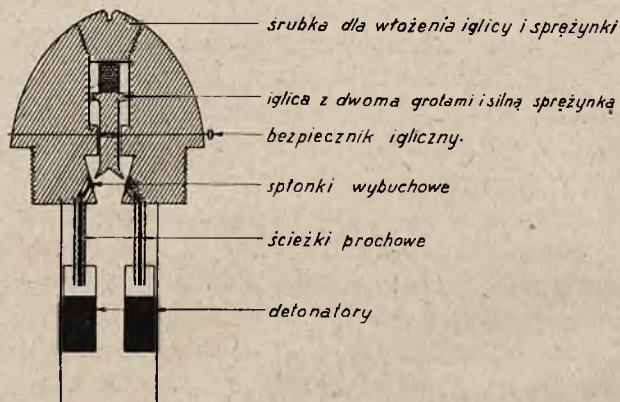 śrubka dla włożenia iglicy i sprężynki
iglica z dwoma grotami i silną sprężynką
bezpiecznik igliczny.
spłonki wybuchowe
ścieżki prochowe
detonatory